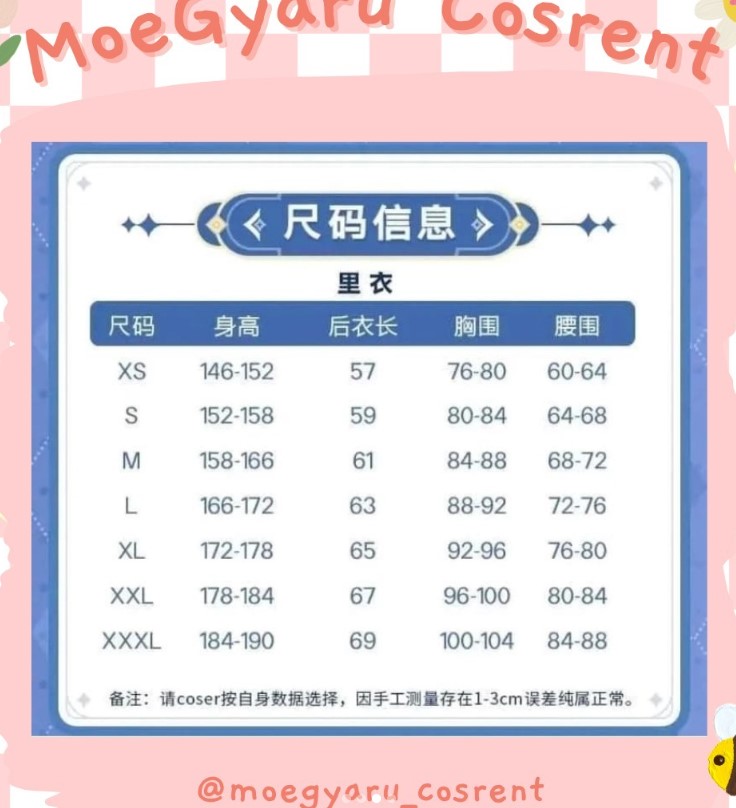 MoeGyaru Cosrent
尺码信息
里衣
尺码 身高 后衣长 胸围 腰围
XS 146-152 57 76-80 60-64
S 152-158 59 80-84 64-68
M 158-166 61 84-88 68-72
L 166-172 63 88-92 72-76
XL 172-178 65 92-96 76-80
XXL 178-184 67 96-100 80-84
XXXL 184-190 69 100-104 84-88
备注：请coser按自身数据选择，因手工测量存在1-3cm误差纯属正常。
@moegyaru_cosrent